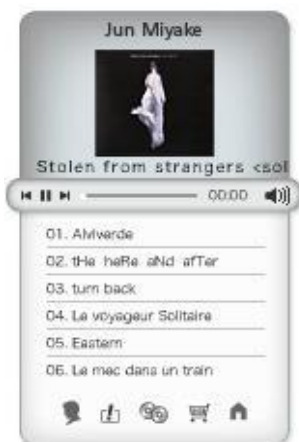 Jun Miyake
Stolen from strangers <sol
00:00
01. Alviverde
02. tHe heRe aNd afTer
03. turn back
04. Le voyageur Solitaire
05. Eastern
06. Le mec dans un train